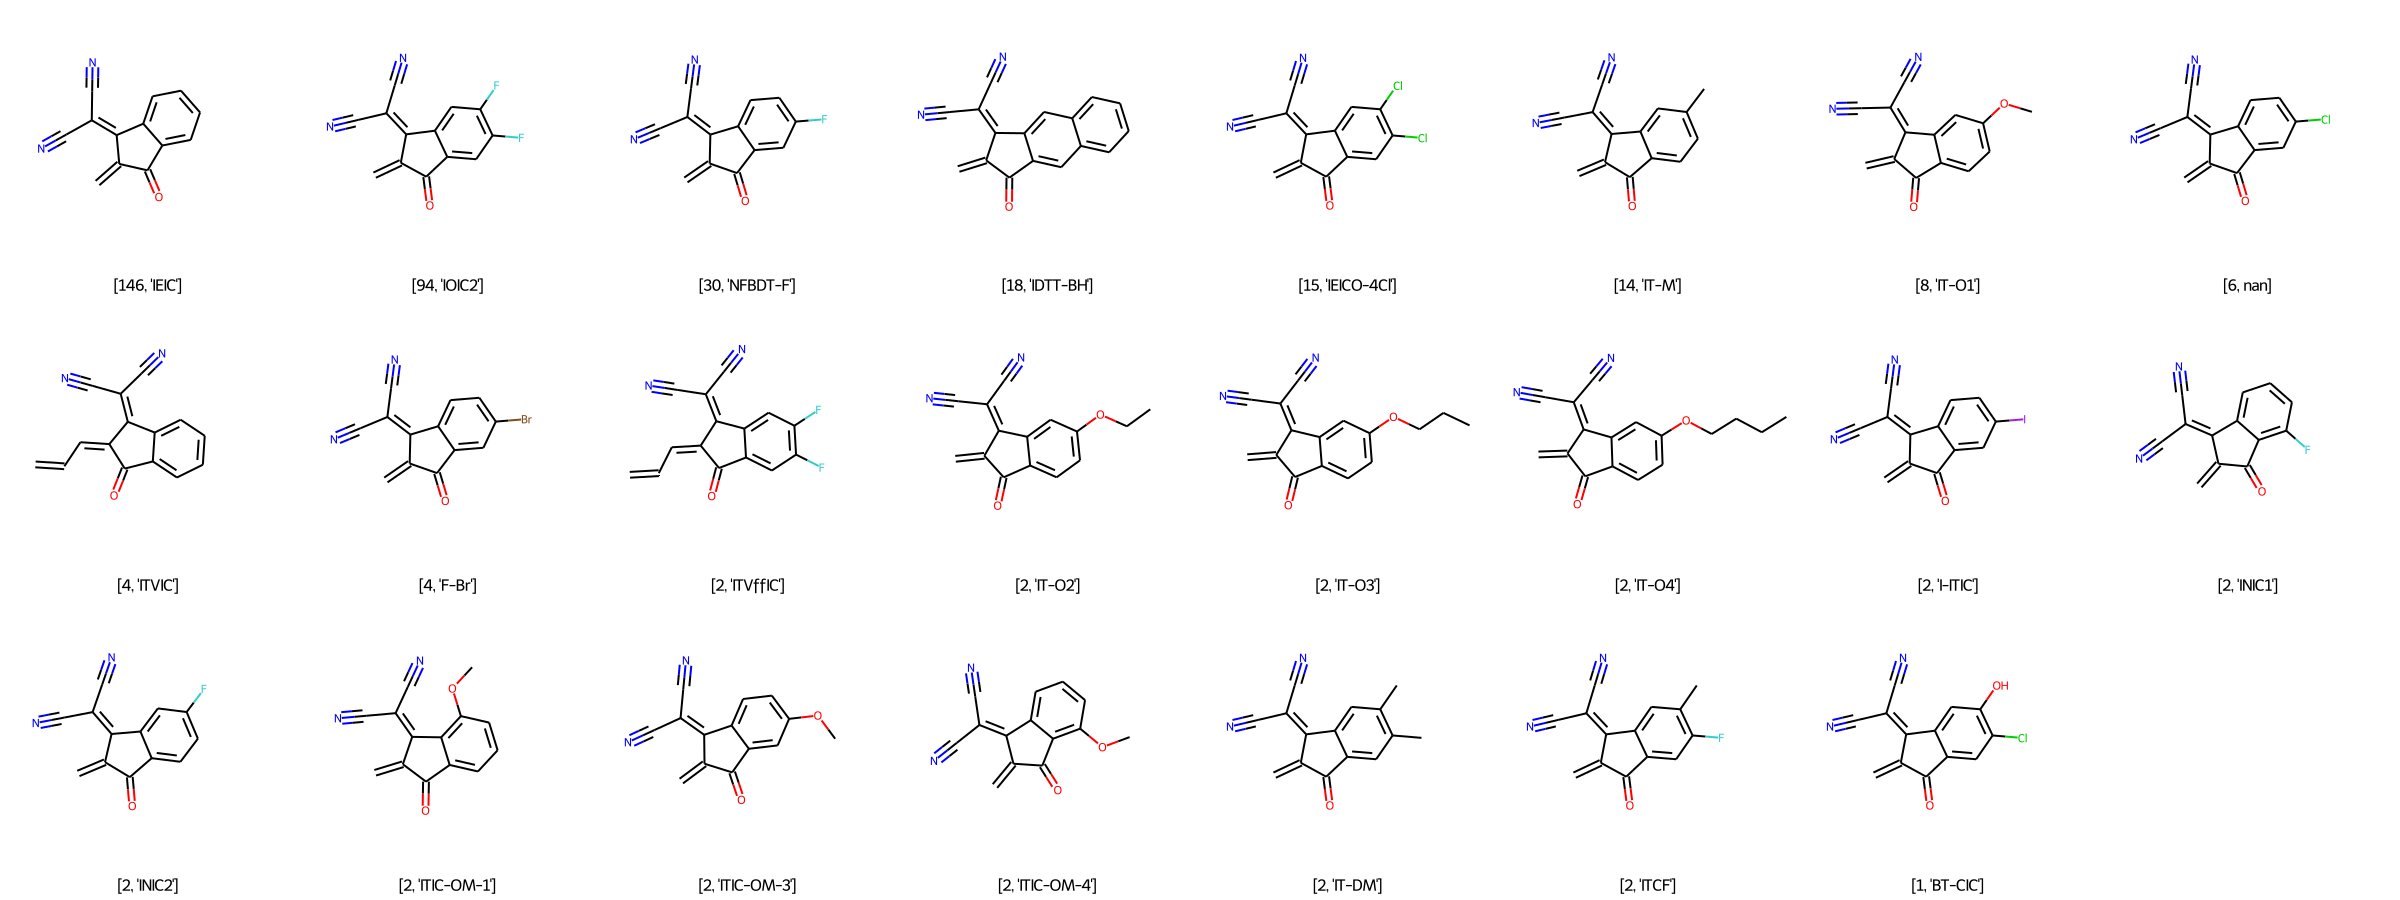 [146, 'IEIC']
[94, 'IOIC2']
[30, 'NFBDT-F']
[18, 'IDTT-BH']
[15, 'IEICO-4Cl']
[14, 'IT-M']
[8, 'IT-O1']
[6, nan]
[4, 'ITVIC']
[4, 'F-Br']
[2, 'ITVffIC']
[2, 'IT-O2']
[2, 'IT-O3']
[2, 'IT-O4']
[2, 'I-ITIC']
[2, 'INIC1']
[2, 'INIC2']
[2, 'ITIC-OM-1']
[2, 'ITIC-OM-3']
[2, 'ITIC-OM-4']
[2, 'IT-DM']
[2, 'ITCF']
[1, 'BT-CIC']
N
N
O
N
N
O
F
F
N
N
O
F
N
N
O
N
N
O
Cl
Cl
N
N
O
N
N
O
O
N
N
O
Cl
N
N
O
N
N
O
Br
N
N
O
F
F
N
N
O
O
N
N
O
O
N
N
O
O
N
N
O
I
N
N
O
F
N
N
O
F
N
N
O
O
N
N
O
O
N
N
O
O
N
N
O
N
N
O
F
N
N
O
OH
Cl